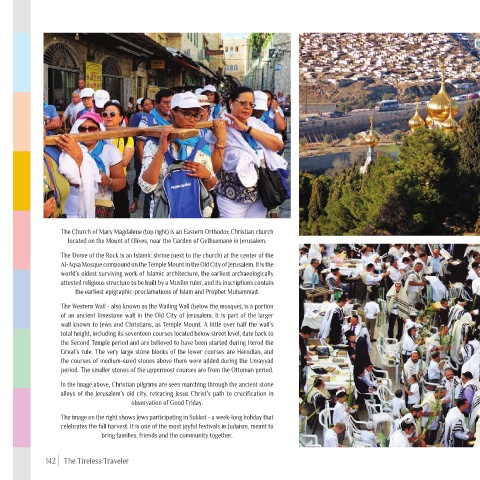 The Church of Mary Magdalene (top right) is an Eastern Orthodox Christian church
located on the Mount of Olives, near the Garden of Gethsemane in Jerusalem.
The Dome of the Rock is an Islamic shrine (next to the church) at the center of the
Al-Aqsa Mosque compound on the Temple Mount in the Old City of Jerusalem. It is the
world's oldest surviving work of Islamic architecture, the earliest archaeologically
attested religious structure to be built by a Muslim ruler, and its inscriptions contain
the earliest epigraphic proclamations of Islam and Prophet Muhammad.
The Western Wall - also known as the Wailing Wall (below the mosque), is a portion
of an ancient limestone wall in the Old City of Jerusalem. It is part of the larger
wall known to Jews and Christians, as Temple Mount. A little over half the wall's
total height, including its seventeen courses located below street level, date back to
the Second Temple period and are believed to have been started during Herod the
Great's rule. The very large stone blocks of the lower courses are Herodian, and
the courses of medium-sized stones above them were added during the Umayyad
period. The smaller stones of the uppermost courses are from the Ottoman period.
In the image above, Christian pilgrims are seen marching through the ancient stone
alleys of the Jerusalem's old city, retracing Jesus Christ's path to crucification in
observation of Good Friday.
The image on the right shows Jews participating in Sukkot - a week-long holiday that
celebrates the fall harvest. It is one of the most joyful festivals in Judaism, meant to
bring families, friends and the community together.
142 | The Tireless Traveler